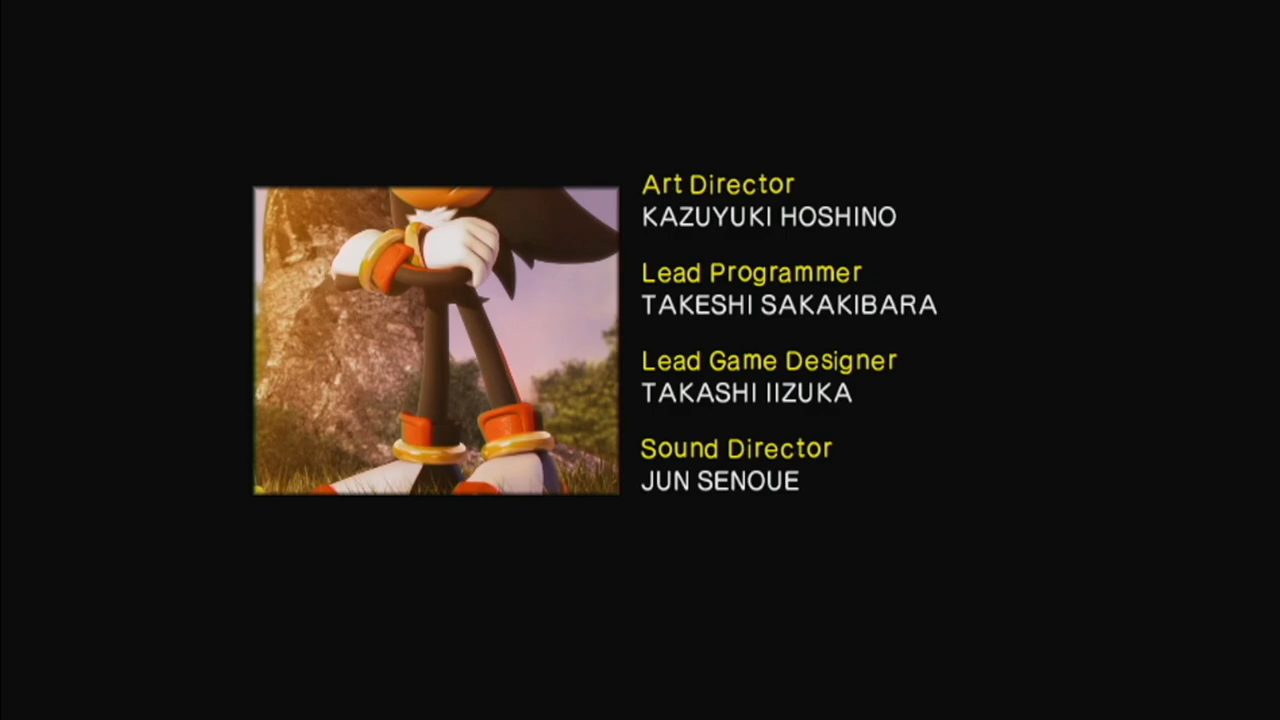 Art Director
KAZUYUKI HOSHINO
Lead Programmer
TAKESHI SAKAKIBARA
Lead Game Designer
TAKASHI IIZUKA
Sound Director
JUN SENOUE